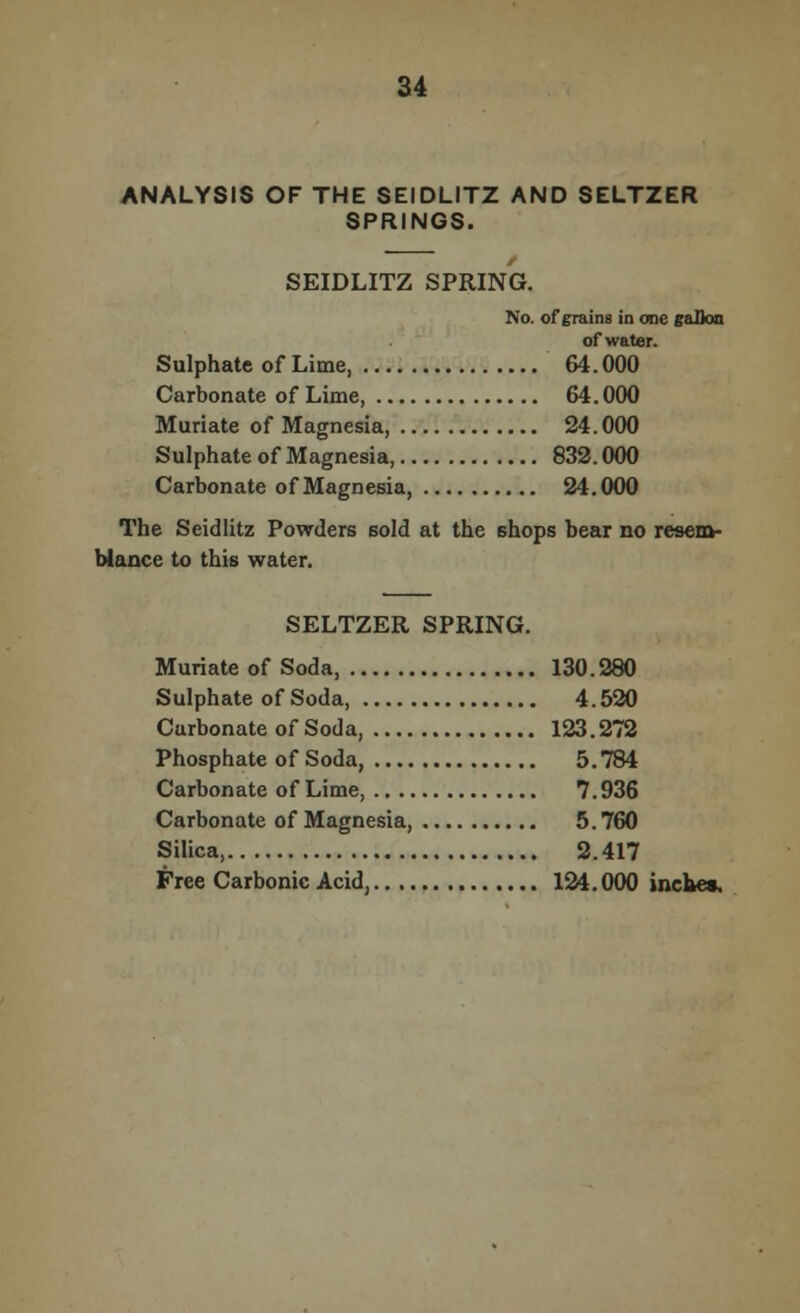 34
ANALYSIS OF THE SEIDLITZ AND SELTZER
SPRINGS.
SEIDLITZ SPRING.
No. of grains in one gallon
of water.
Sulphate of Lime, ................ 64.000
Carbonate of Lime, ............... 64.000
Muriate of Magnesia, ............. 24.000
Sulphate of Magnesia,............. 832.000
Carbonate of Magnesia, ........... 24.000
The Seidlitz Powders sold at the shops bear no resem-
blance to this water.
SELTZER SPRING.
Muriate of Soda, ................. 130.280
Sulphate of Soda, ................ 4.520
Carbonate of Soda, ............... 123.272
Phosphate of Soda, ............... 5.784
Carbonate of Lime, ............... 7.936
Carbonate of Magnesia, ........... 5.760
Silica,........................... 2.417
Free Carbonic Acid,............... 124.000 inches.